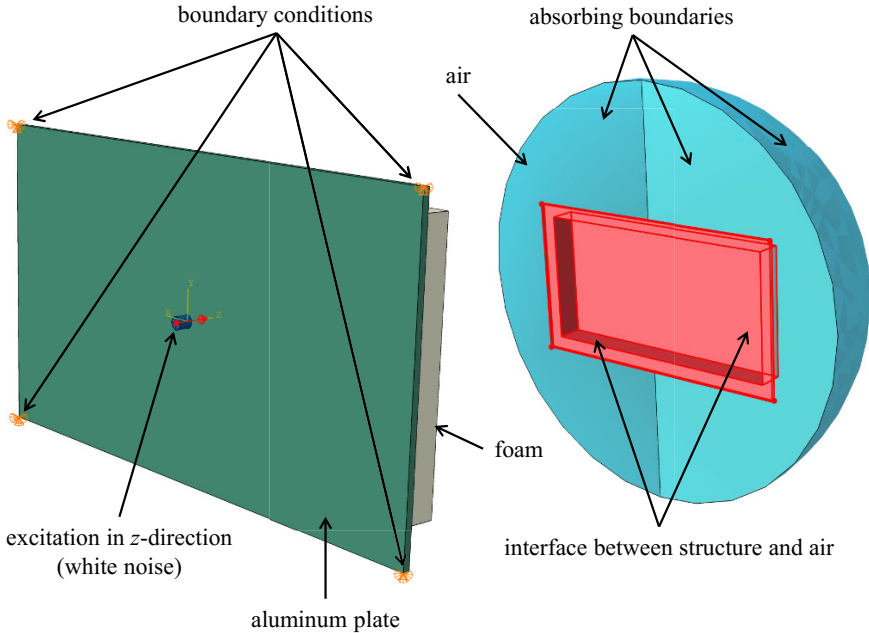 boundary conditions
absorbing boundaries
air
X
Y
Z
foam
excitation in z-direction
(white noise)
interface between structure and air
aluminum plate